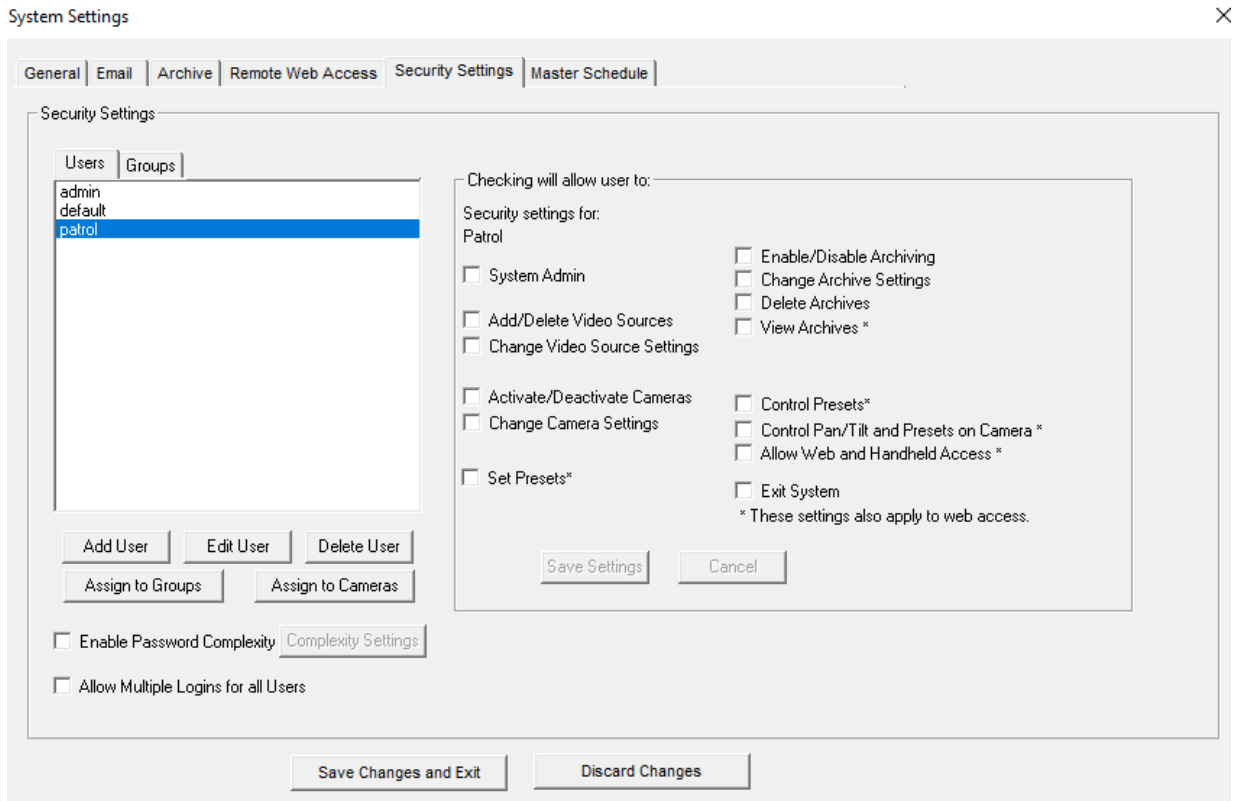 System Settings
General Email Archive Remote Web Access Security Settings Master Schedule
Security Settings
Users Groups
admin
default
patrol
Add User Edit User Delete User
Assign to Groups Assign to Cameras
Enable Password Complexity Complexity Settings
Allow Multiple Logins for all Users
Checking will allow user to:
Security settings for:
Patrol
System Admin
Add/Delete Video Sources
Change Video Source Settings
Activate/Deactivate Cameras
Change Camera Settings
Set Presets*
Enable/Disable Archiving
Change Archive Settings
Delete Archives
View Archives *
Control Presets*
Control Pan/Tilt and Presets on Camera *
Allow Web and Handheld Access *
Exit System
* These settings also apply to web access.
Save Settings Cancel
Save Changes and Exit Discard Changes